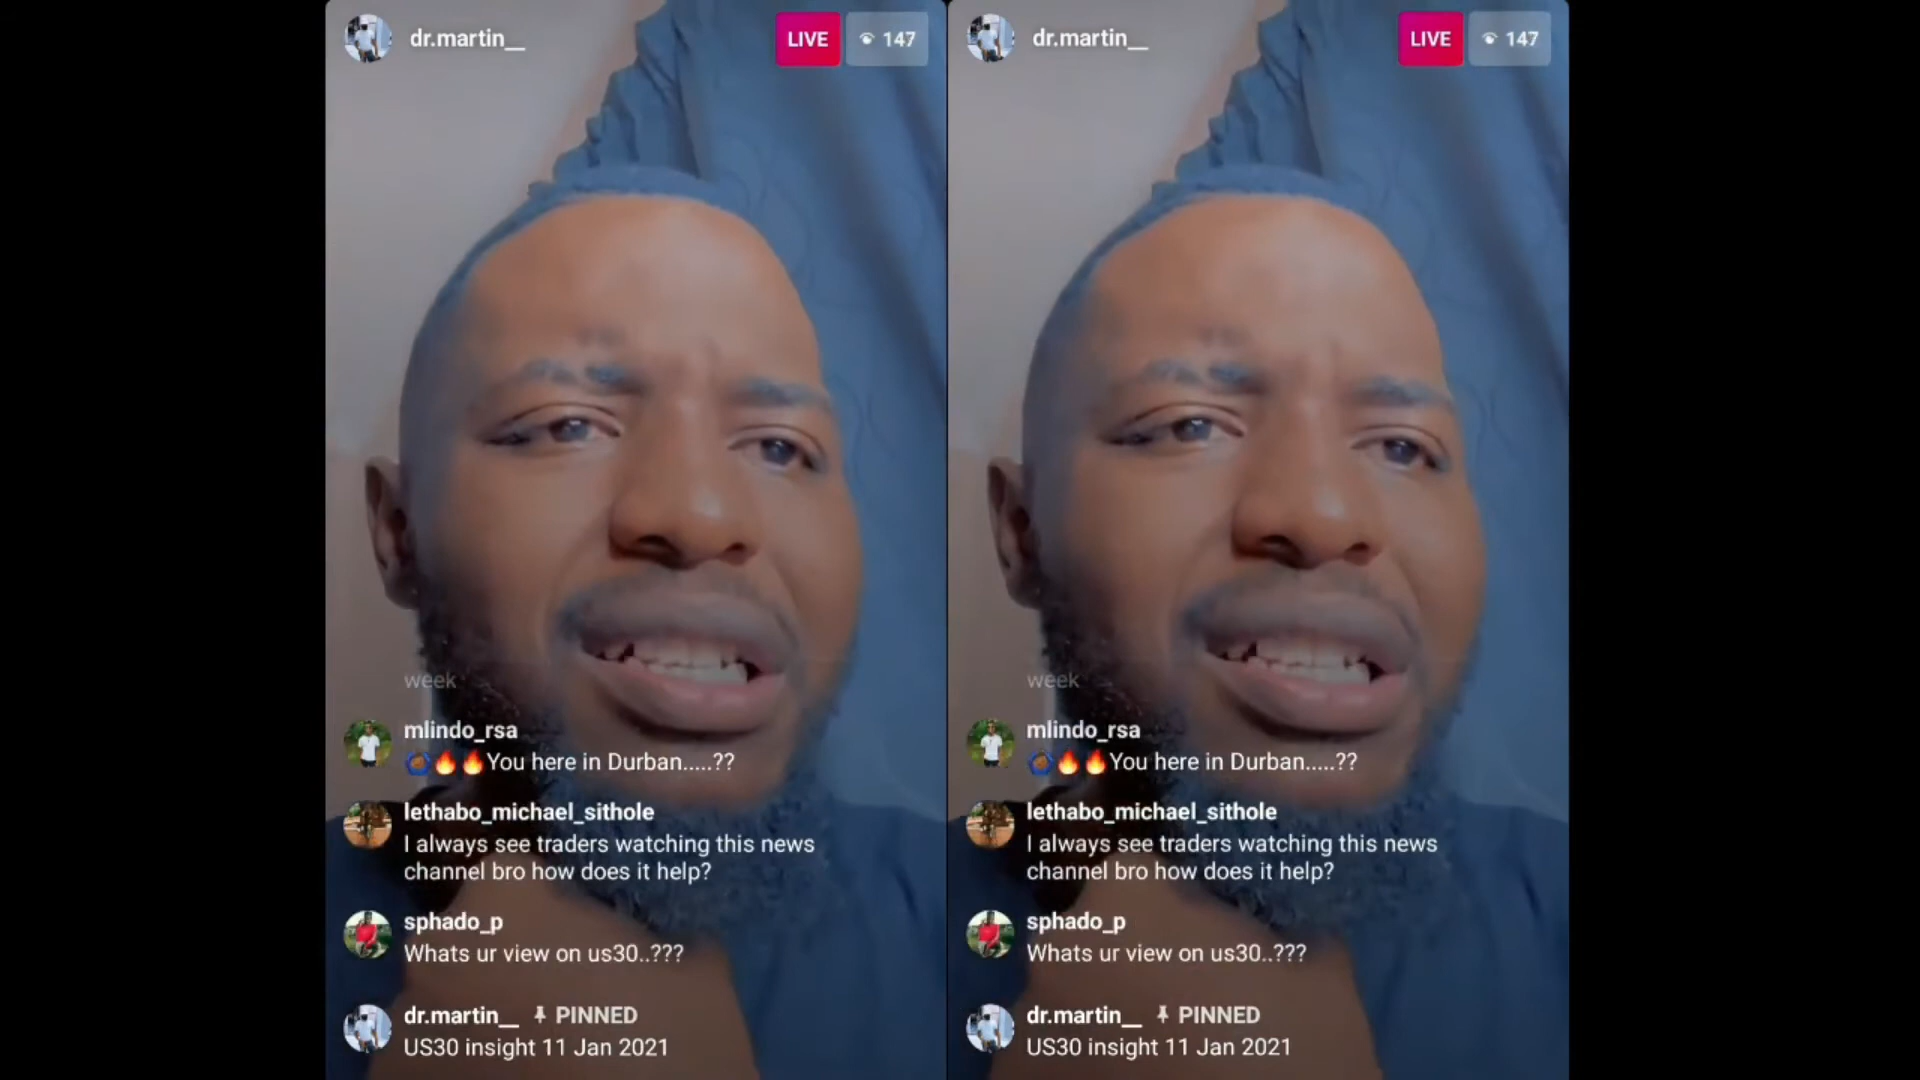 dr.martin__
LIVE
147
week
mlindo_rsa
🔥🔥You here in Durban.....??
lethabo_michael_sithole
I always see traders watching this news
channel bro how does it help?
sphado_p
Whats ur view on us30..???
dr.martin__ PINNED
US30 insight 11 Jan 2021
dr.martin__
LIVE
147
week
mlindo_rsa
🔥🔥You here in Durban.....??
lethabo_michael_sithole
I always see traders watching this news
channel bro how does it help?
sphado_p
Whats ur view on us30..???
dr.martin__ PINNED
US30 insight 11 Jan 2021